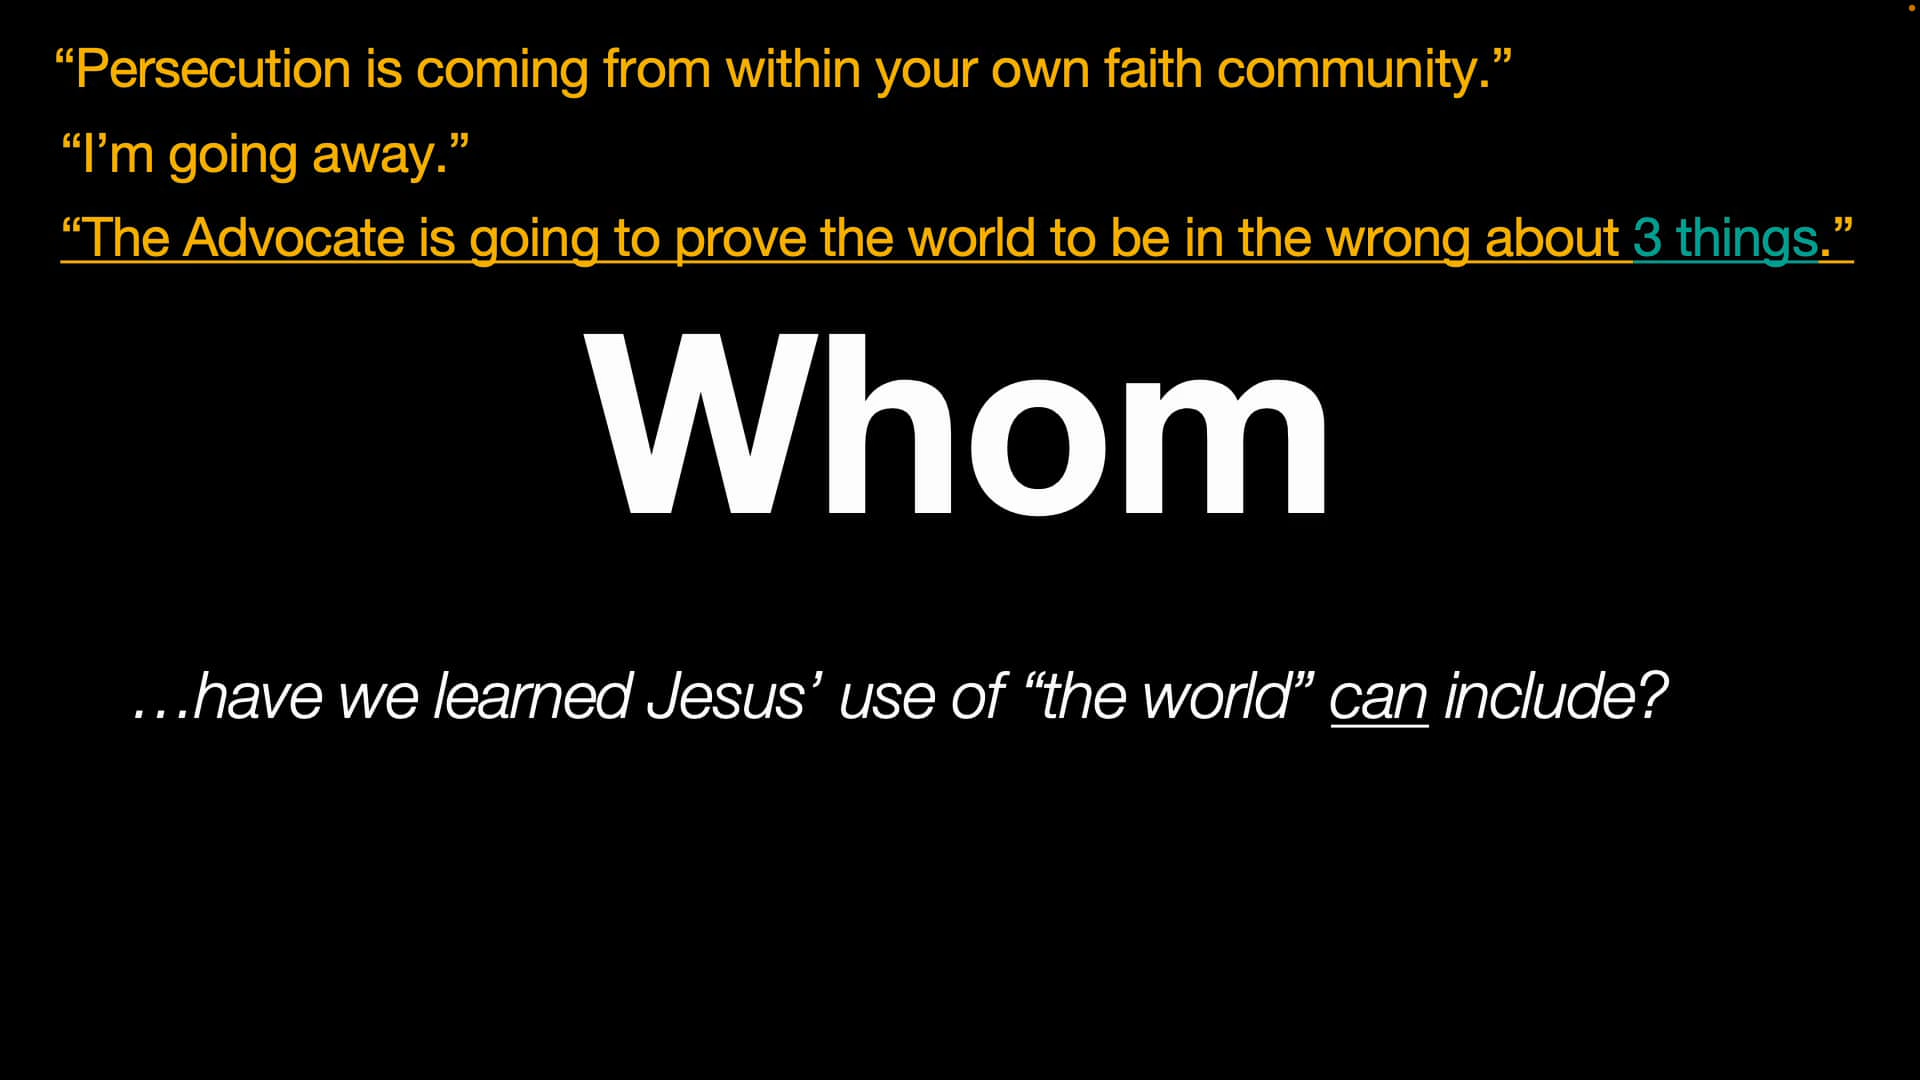 “Persecution is coming from within your own faith community.”
“I’m going away.”
“The Advocate is going to prove the world to be in the wrong about 3 things.”
Whom
…have we learned Jesus’ use of “the world” can include?